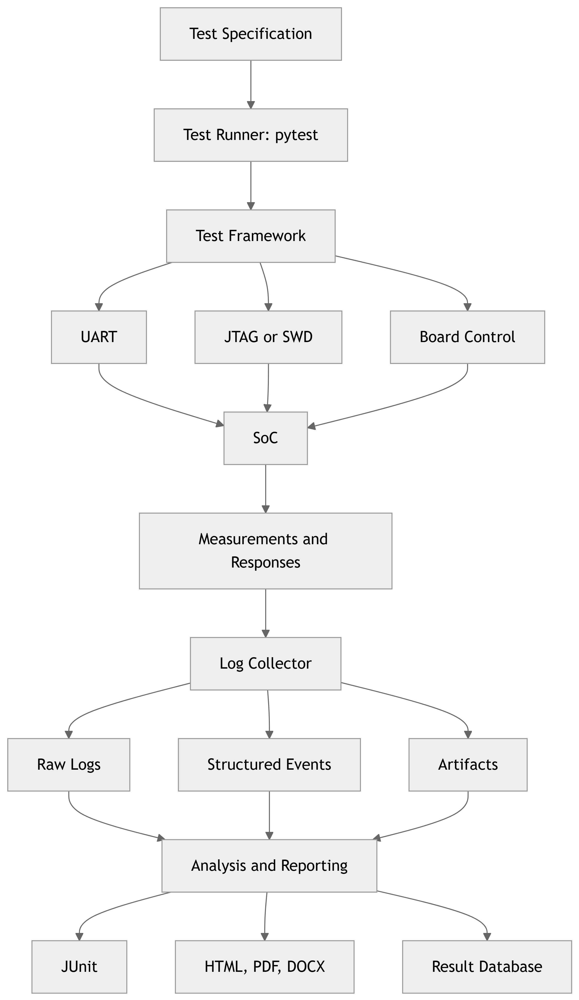 Test Specification
Test Runner: pytest
Test Framework
UART
JTAG or SWD
Board Control
SoC
Measurements and
Responses
Log Collector
Raw Logs
Structured Events
Artifacts
Analysis and Reporting
JUnit
HTML, PDF, DOCX
Result Database